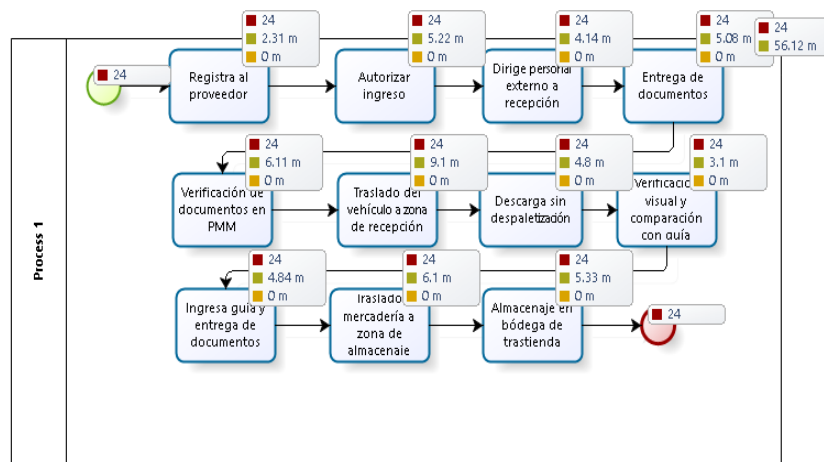 24
2.31 m
0 m
24
5.22 m
0 m
24
4.14 m
0 m
24
5.08 m
0 m
24
56.12 m
24
Registra al
proveedor
Autorizar
ingreso
Dirige personal
externo a
recepción
Entrega de
documentos
24
6.11 m
0 m
24
9.1 m
0 m
24
4.8 m
0 m
24
3.1 m
0 m
Verificación de
documentos en
PMM
Traslado del
vehículo a zona
de recepción
Descarga sin
despaletización
Verificación
visual y
comparación
con guía
24
4.84 m
0 m
24
6.1 m
0 m
24
5.33 m
0 m
24
Ingresa guía y
entrega de
documentos
Traslado
mercadería a
zona de
almacenaje
Almacenaje en
bódega de
trastienda
Process 1